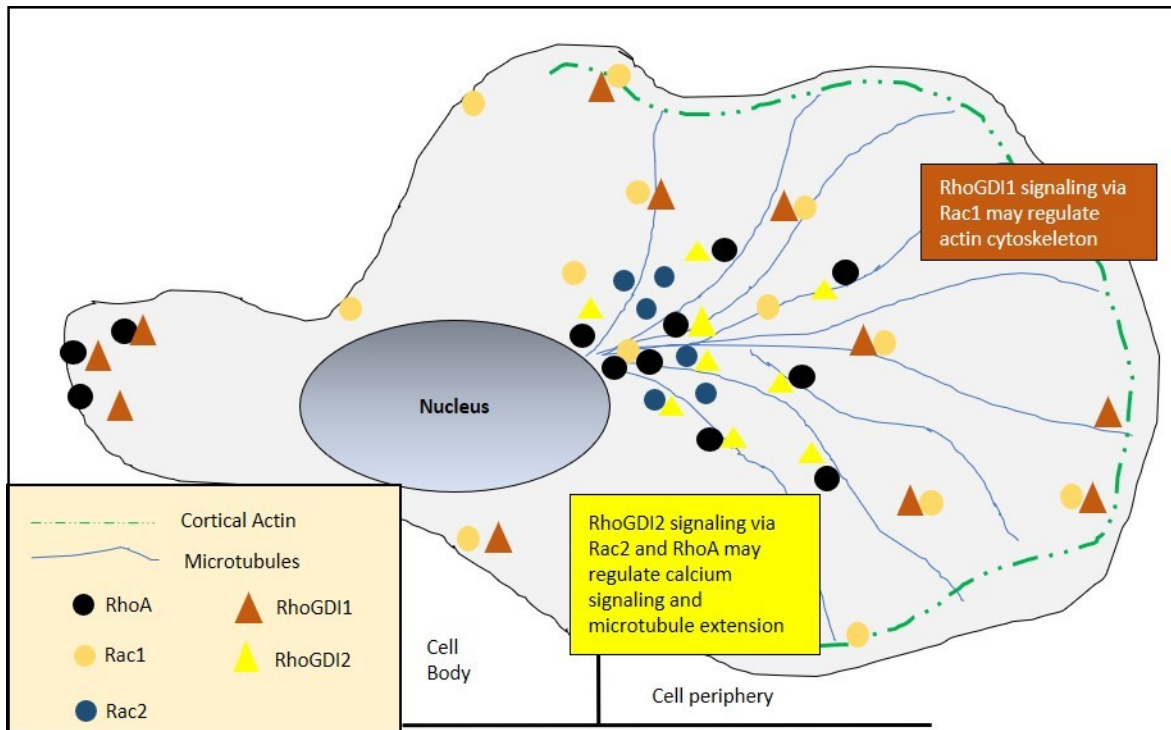 RhoGDI1 signaling via
Rac1 may regulate
actin cytoskeleton
Nucleus
RhoGDI2 signaling via
Rac2 and RhoA may
regulate calcium
signaling and
microtubule extension
Cortical Actin
Microtubules
RhoA
RhoGDI1
Rac1
RhoGDI2
Rac2
Cell
Body
Cell periphery